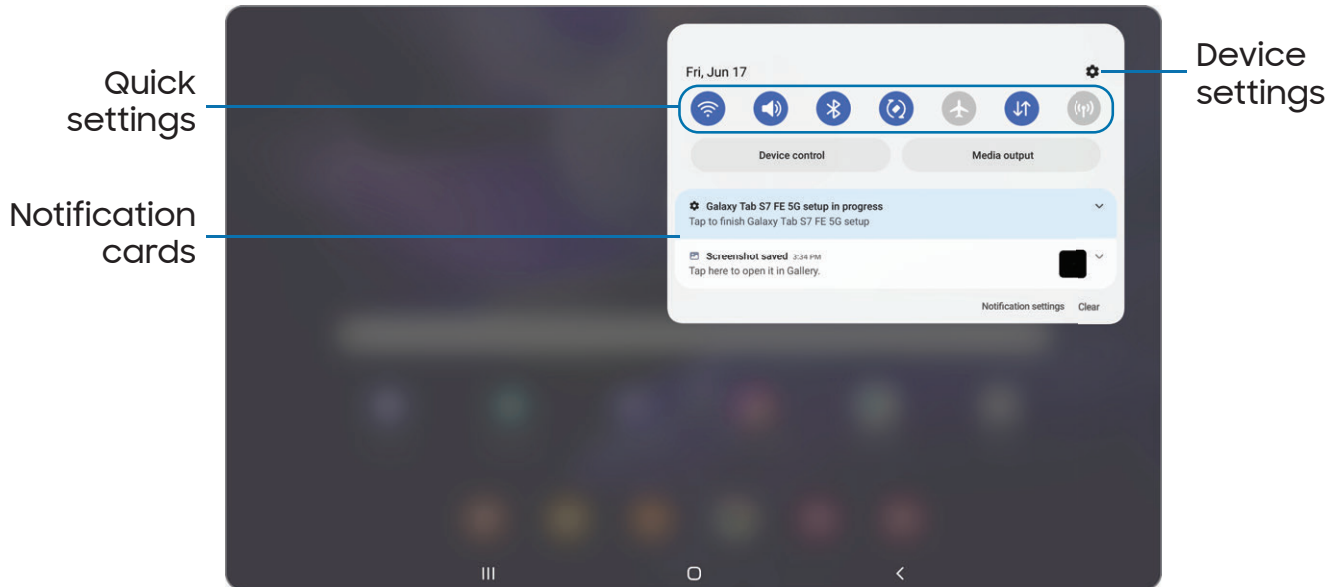 Quick
settings
Notification
cards
Fri, Jun 17
Device control
Media output
Galaxy Tab S7 FE 5G setup in progress
Tap to finish Galaxy Tab S7 FE 5G setup
Screenshot saved 3:34 PM
Tap here to open it in Gallery.
Notification settings Clear
Device
settings